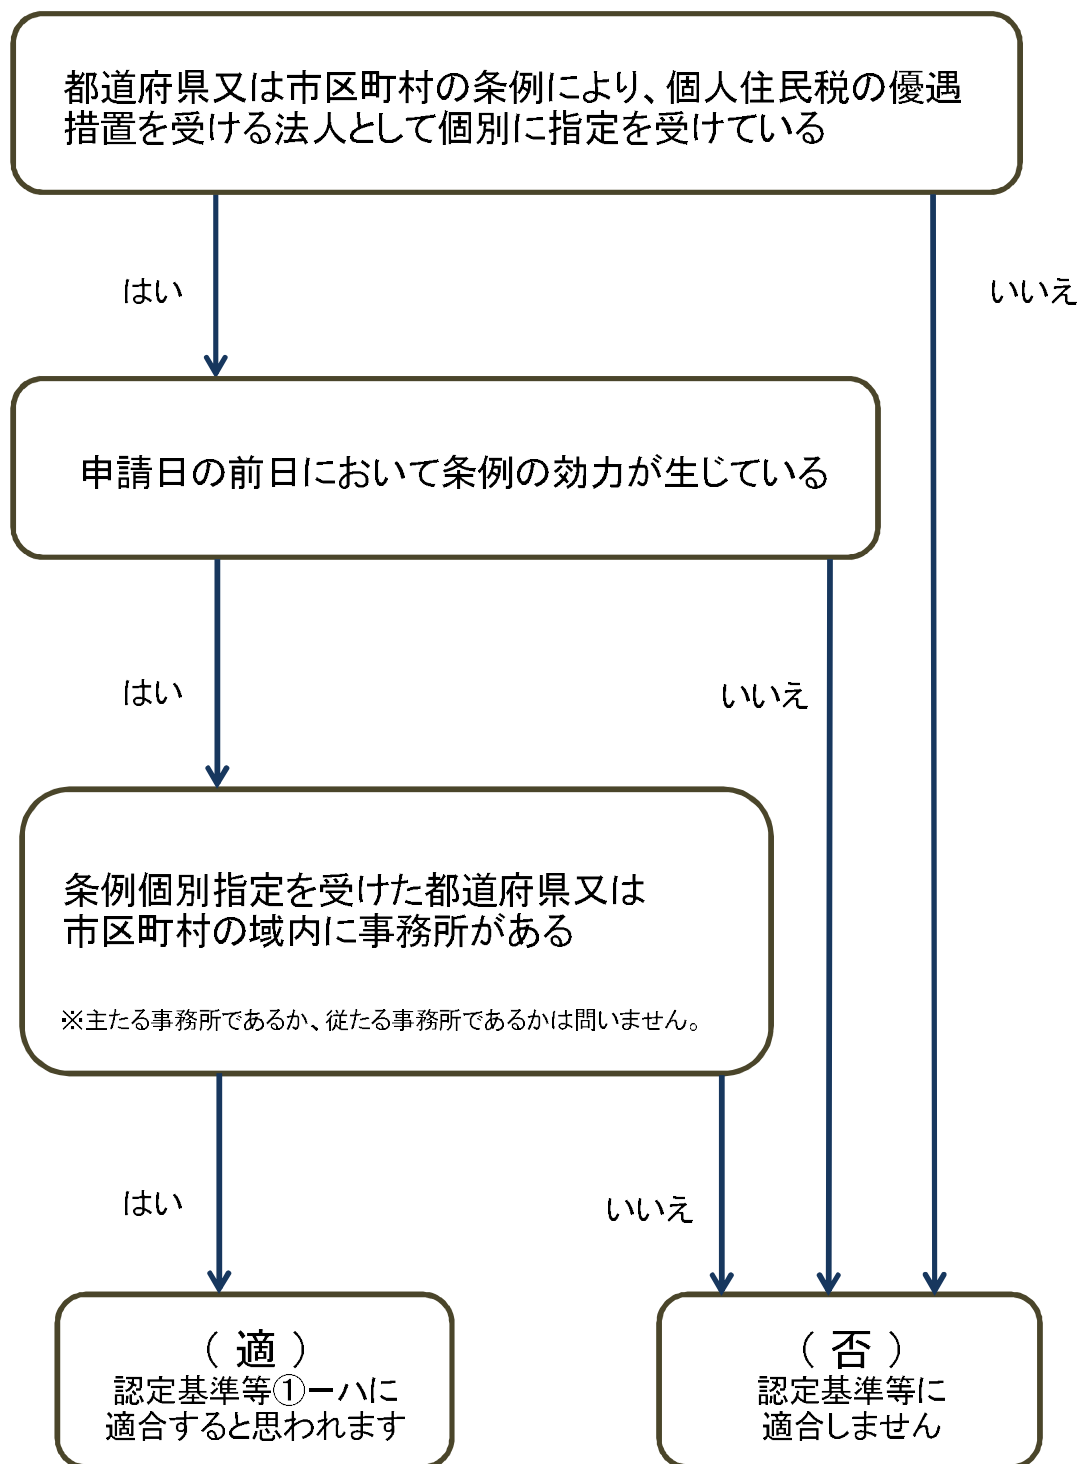 都道府県又は市区町村の条例により、個人住民税の優遇
措置を受ける法人として個別に指定を受けている
はい
いいえ
申請日の前日において条例の効力が生じている
はい
いいえ
条例個別指定を受けた都道府県又は
市区町村の域内に事務所がある
※主たる事務所であるか、従たる事務所であるかは問いません。
はい
いいえ
（ 適 ）
認定基準等①ーハに
適合すると思われます
（ 否 ）
認定基準等に
適合しません